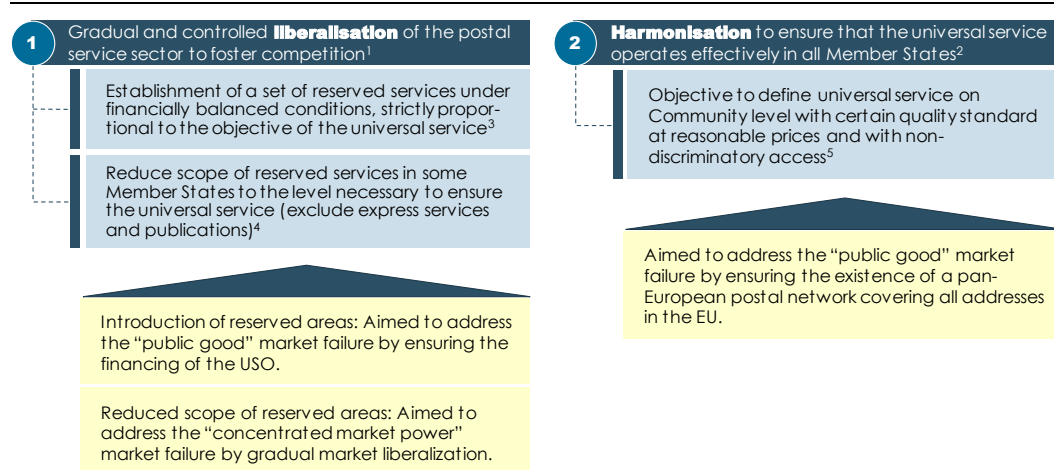 1
Gradual and controlled liberalisation of the postal
service sector to foster competition¹
Establishment of a set of reserved services under
financially balanced conditions, strictly propor-
tional to the objective of the universal service³
Reduce scope of reserved services in some
Member States to the level necessary to ensure
the universal service (exclude express services
and publications)⁴
Introduction of reserved areas: Aimed to address
the “public good” market failure by ensuring the
financing of the USO.
Reduced scope of reserved areas: Aimed to
address the “concentrated market power”
market failure by gradual market liberalization.
2
Harmonisation to ensure that the universal service
operates effectively in all Member States²
Objective to define universal service on
Community level with certain quality standard
at reasonable prices and with non-
discriminatory access⁵
Aimed to address the “public good” market
failure by ensuring the existence of a pan-
European postal network covering all addresses
in the EU.